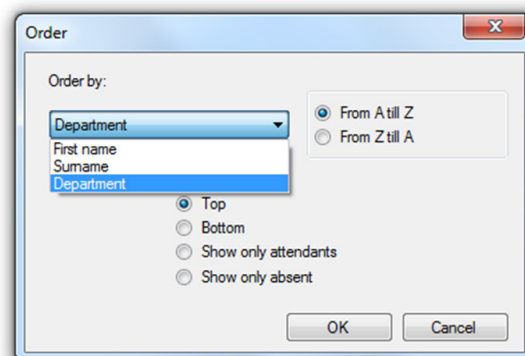 Order
Order by:
Department
From A till Z
From Z till A
First name
Surname
Department
Top
Bottom
Show only attendants
Show only absent
OK
Cancel